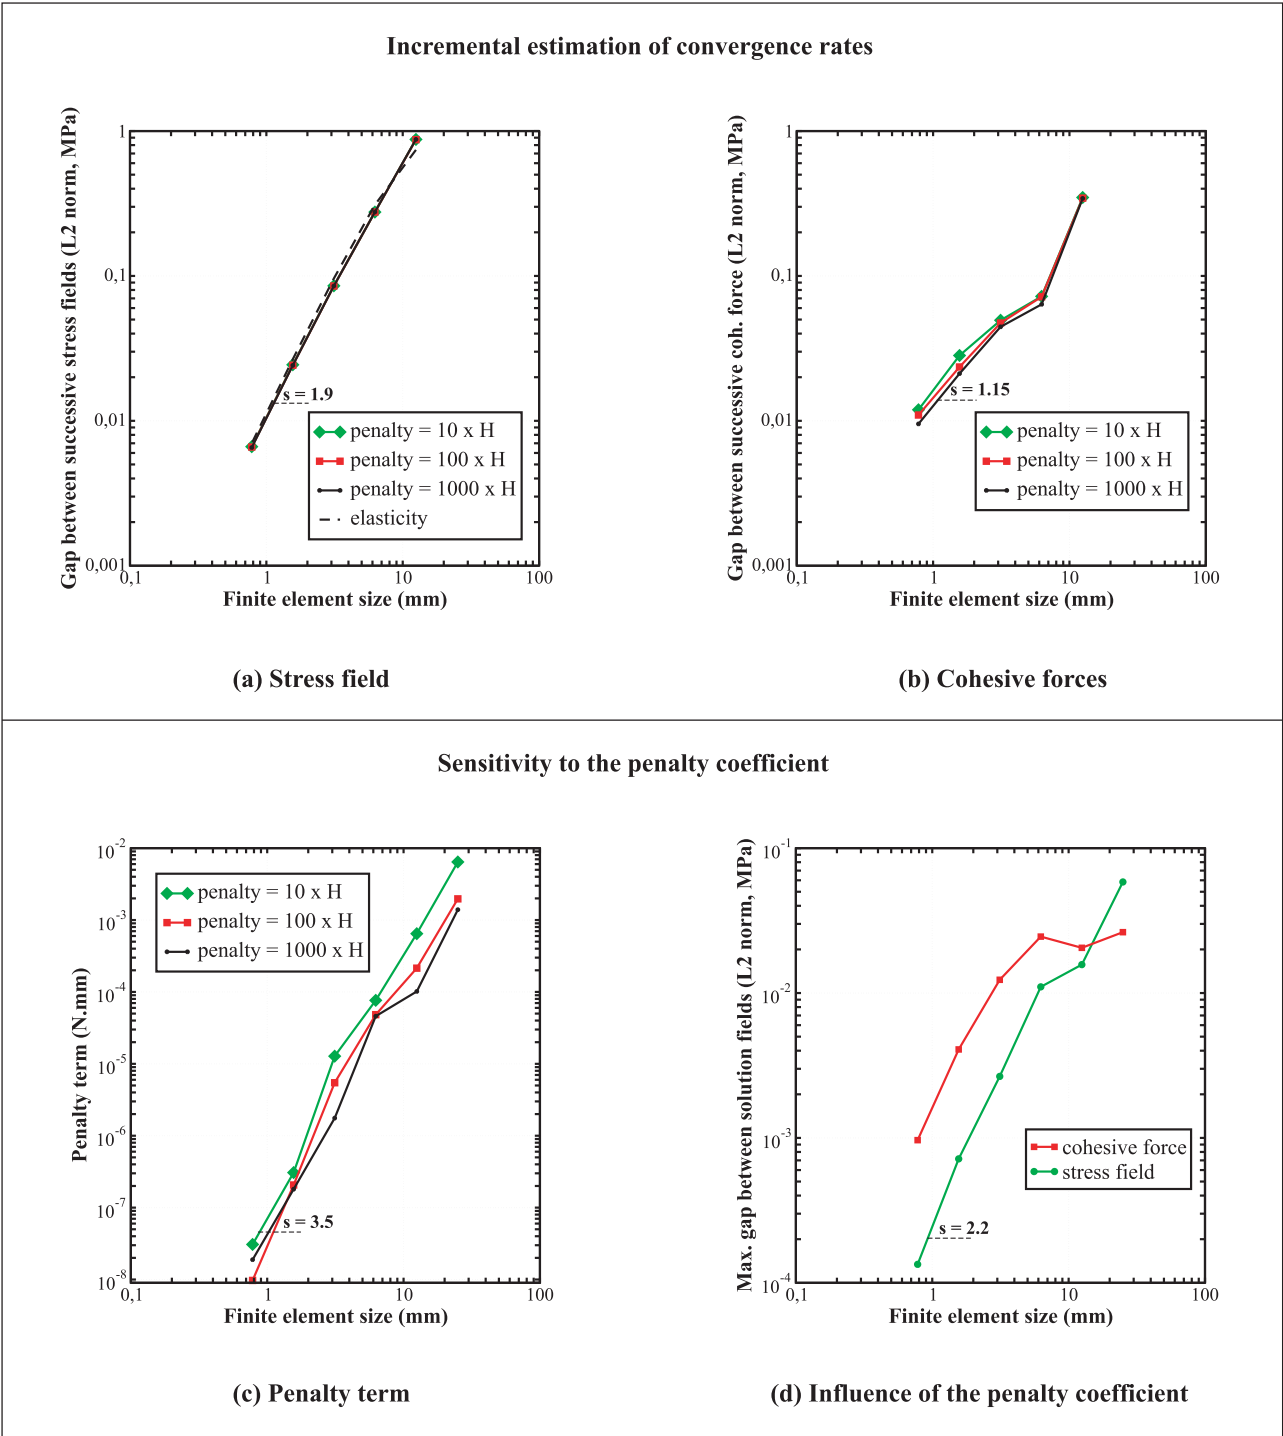 Incremental estimation of convergence rates
Gap between successive stress fields (L2 norm, MPa)
1
0,1
0,01
0,001
s = 1.9
penalty = 10 x H
penalty = 100 x H
penalty = 1000 x H
elasticity
0,1 1 10 100
Finite element size (mm)
(a) Stress field
Gap between successive coh. force (L2 norm, MPa)
1
0,1
0,01
0,001
s = 1.15
penalty = 10 x H
penalty = 100 x H
penalty = 1000 x H
0,1 1 10 100
Finite element size (mm)
(b) Cohesive forces
Sensitivity to the penalty coefficient
Penalty term (N.mm)
10^-2
10^-3
10^-4
10^-5
10^-6
10^-7
10^-8
penalty = 10 x H
penalty = 100 x H
penalty = 1000 x H
s = 3.5
0,1 1 10 100
Finite element size (mm)
(c) Penalty term
Max. gap between solution fields (L2 norm, MPa)
10^-1
10^-2
10^-3
10^-4
cohesive force
stress field
s = 2.2
0,1 1 10 100
Finite element size (mm)
(d) Influence of the penalty coefficient